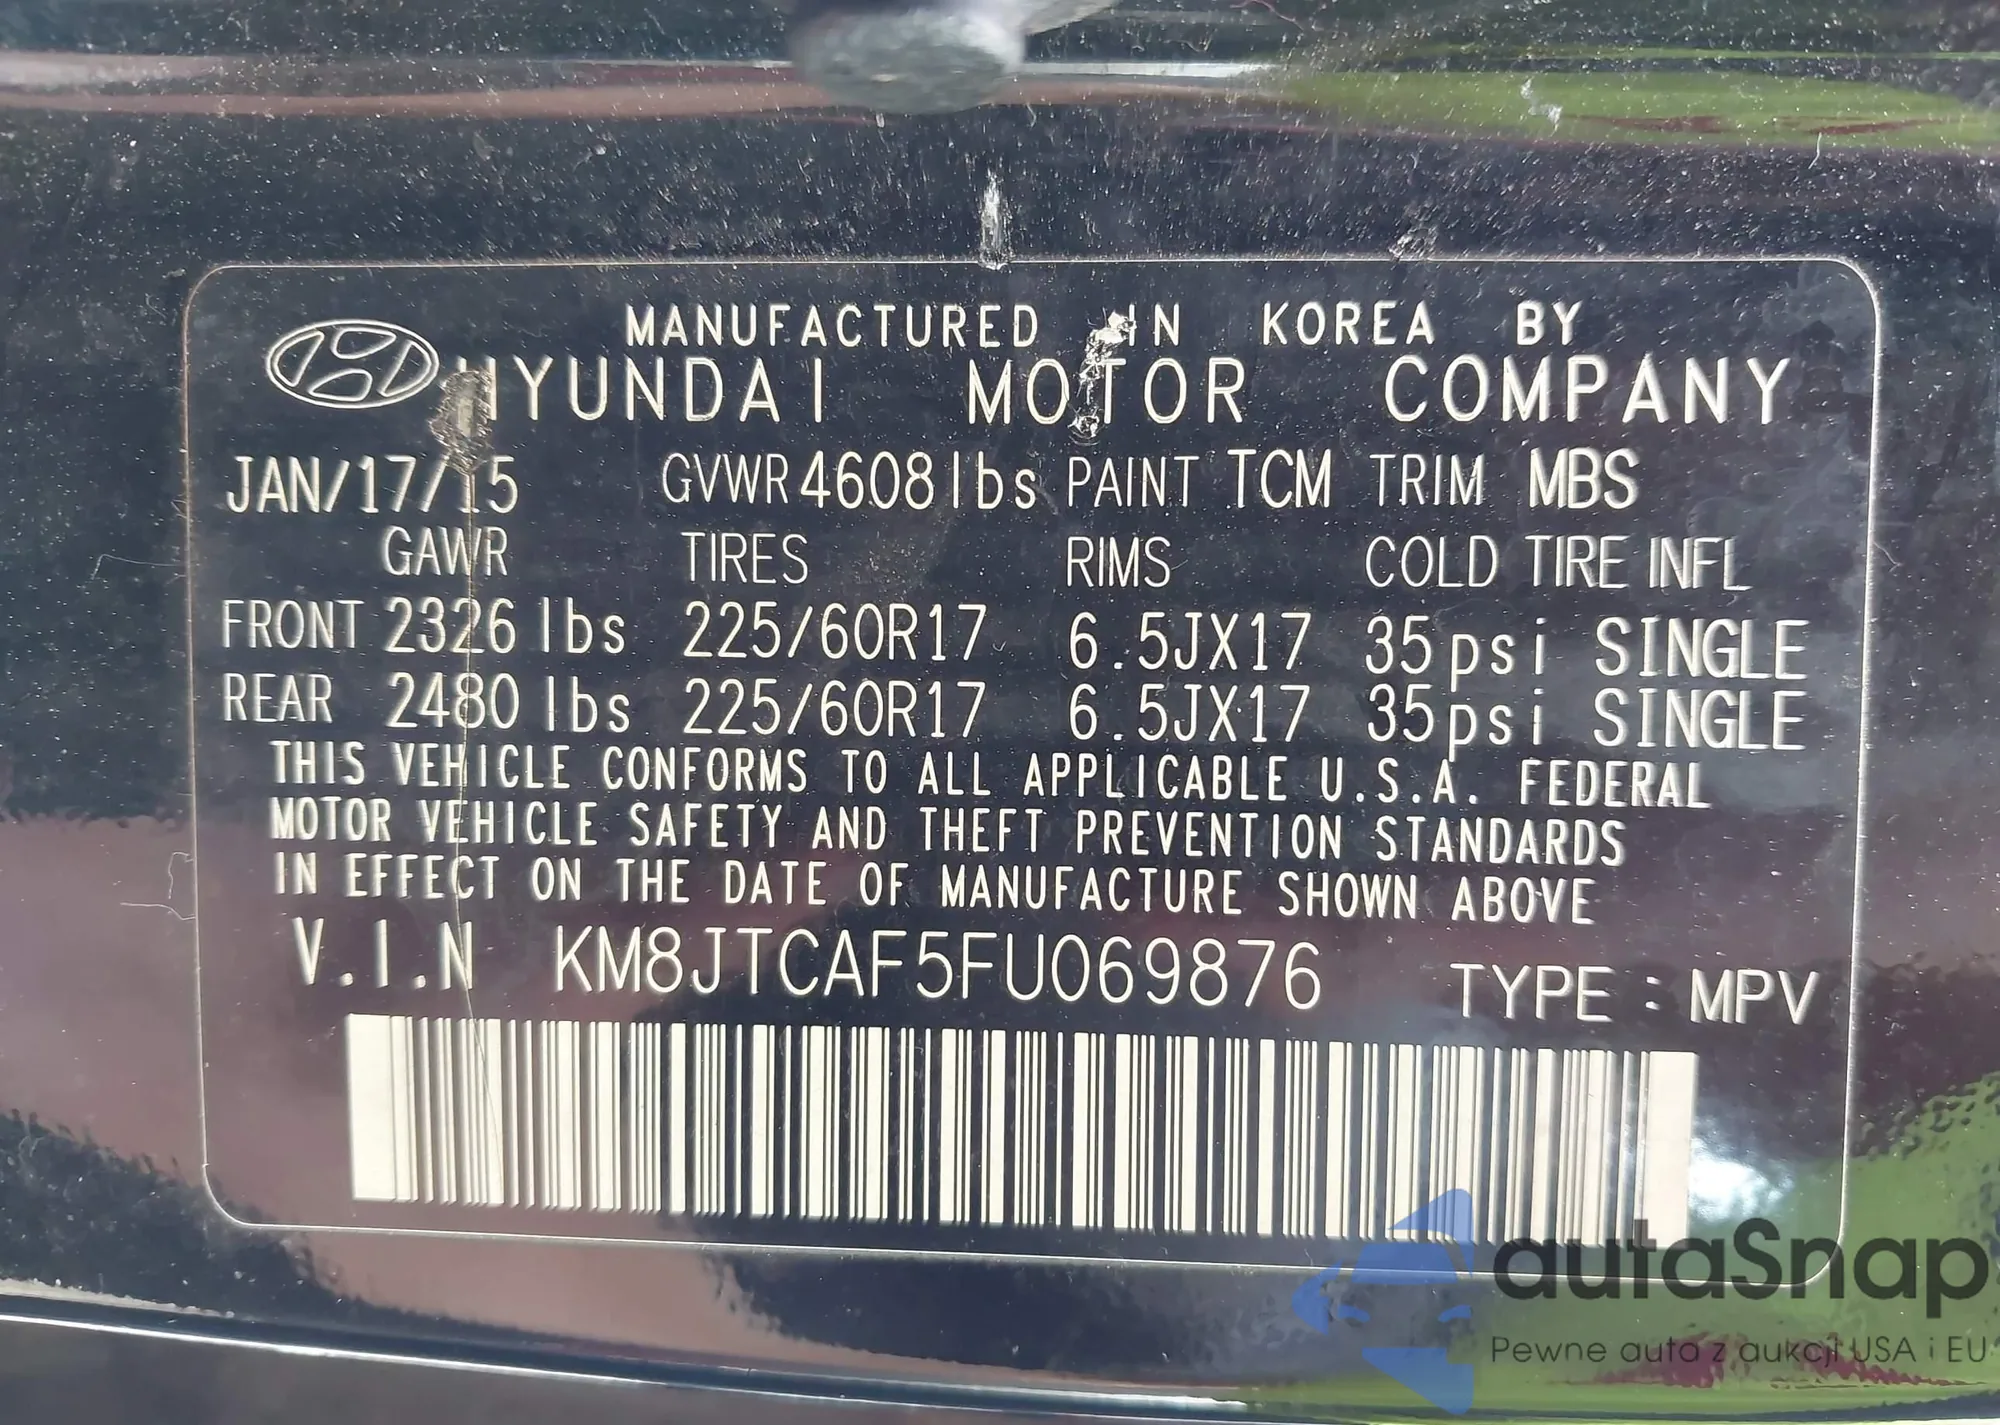 MANUFACTURED IN KOREA BY
HYUNDAI MOTOR COMPANY
JAN/17/15 GVWR 4608 lbs PAINT TCM TRIM MBS
GAWR TIRES RIMS COLD TIRE INFL
FRONT 2326 lbs 225/60R17 6.5JX17 35psi SINGLE
REAR 2480 lbs 225/60R17 6.5JX17 35psi SINGLE
THIS VEHICLE CONFORMS TO ALL APPLICABLE U.S.A. FEDERAL
MOTOR VEHICLE SAFETY AND THEFT PREVENTION STANDARDS
IN EFFECT ON THE DATE OF MANUFACTURE SHOWN ABOVE
V.I.N KM8JTCAF5FU069876 TYPE : MPV
autaSnap
Pewne auta z aukcji USA i EU